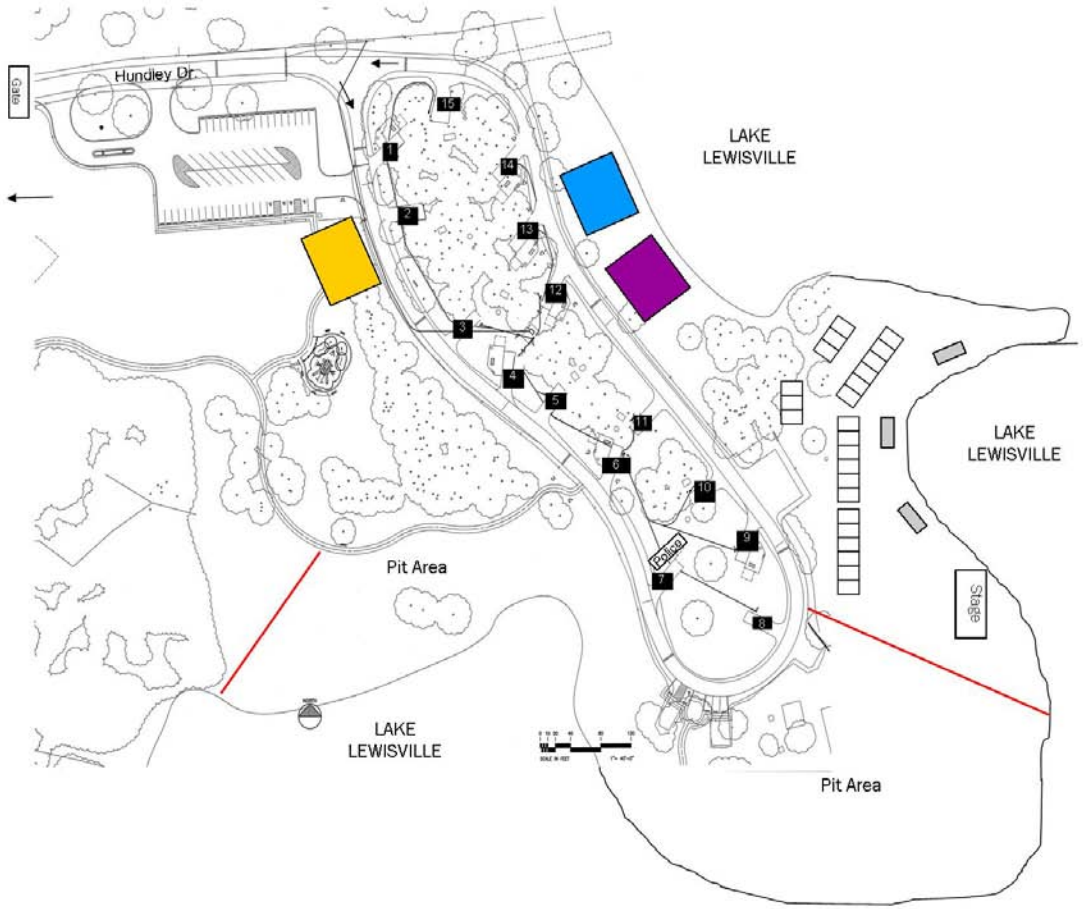 Hundley Dr.
Gate
15
LAKE
LEWISVILLE
1
14
2
13
12
3
4
5
11
LAKE
LEWISVILLE
6
10
9
Police
Pit Area
7
Stage
8
LAKE
LEWISVILLE
Pit Area